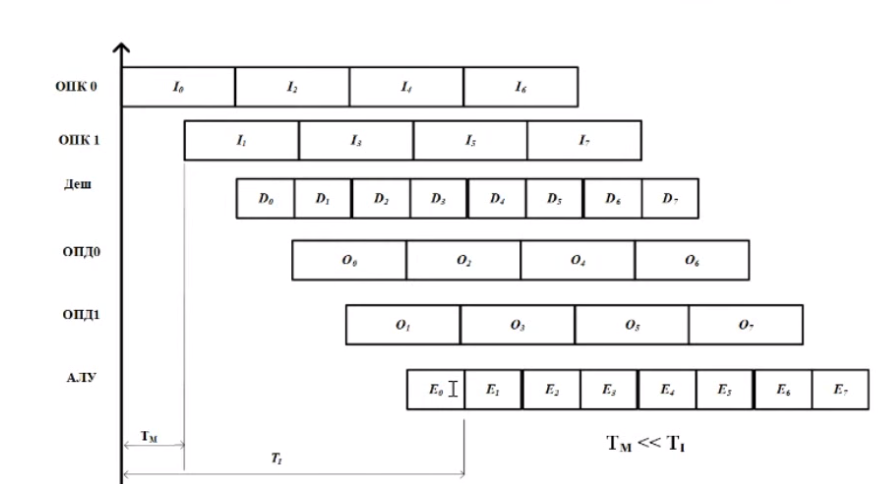 ОПК 0 I₀ I₂ I₄ I₆
ОПК 1 I₁ I₃ I₅ I₇
Деш D₀ D₁ D₂ D₃ D₄ D₅ D₆ D₇
ОПД0 O₀ O₂ O₄ O₆
ОПД1 O₁ O₃ O₅ O₇
АЛУ E₀ E₁ E₂ E₃ E₄ E₅ E₆ E₇
Tм
Tм << TI
TI